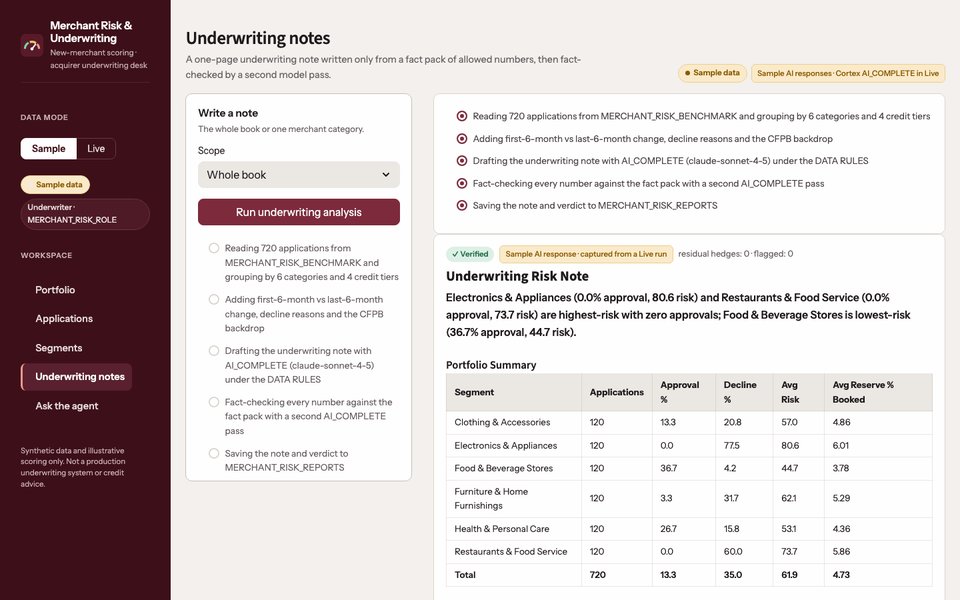 Merchant Risk &
Underwriting
New-merchant scoring ·
acquirer underwriting desk
DATA MODE
Sample Live
Sample data
Underwriter ·
MERCHANT_RISK_ROLE
WORKSPACE
Portfolio
Applications
Segments
Underwriting notes
Ask the agent
Synthetic data and illustrative
scoring only. Not a production
underwriting system or credit
advice.
Underwriting notes
A one-page underwriting note written only from a fact pack of allowed numbers, then fact-
checked by a second model pass.
Sample data
Sample AI responses · Cortex AI_COMPLETE in Live
Write a note
The whole book or one merchant category.
Scope
Whole book
Run underwriting analysis
Reading 720 applications from
MERCHANT_RISK_BENCHMARK and
grouping by 6 categories and 4 credit tiers
Adding first-6-month vs last-6-month
change, decline reasons and the CFPB
backdrop
Drafting the underwriting note with
AI_COMPLETE (claude-sonnet-4-5)
under the DATA RULES
Fact-checking every number against the
fact pack with a second AI_COMPLETE
pass
Saving the note and verdict to
MERCHANT_RISK_REPORTS
Reading 720 applications from MERCHANT_RISK_BENCHMARK and grouping by 6 categories and 4 credit tiers
Adding first-6-month vs last-6-month change, decline reasons and the CFPB backdrop
Drafting the underwriting note with AI_COMPLETE (claude-sonnet-4-5) under the DATA RULES
Fact-checking every number against the fact pack with a second AI_COMPLETE pass
Saving the note and verdict to MERCHANT_RISK_REPORTS
✓ Verified Sample AI response · captured from a Live run residual hedges: 0 · flagged: 0
Underwriting Risk Note
Electronics & Appliances (0.0% approval, 80.6 risk) and Restaurants & Food Service (0.0%
approval, 73.7 risk) are highest-risk with zero approvals; Food & Beverage Stores is lowest-risk
(36.7% approval, 44.7 risk).
Portfolio Summary
Segment Applications Approval % Decline % Avg Risk Avg Reserve % Booked
Clothing & Accessories 120 13.3 20.8 57.0 4.86
Electronics & Appliances 120 0.0 77.5 80.6 6.01
Food & Beverage Stores 120 36.7 4.2 44.7 3.78
Furniture & Home Furnishings 120 3.3 31.7 62.1 5.29
Health & Personal Care 120 26.7 15.8 53.1 4.36
Restaurants & Food Service 120 0.0 60.0 73.7 5.86
Total 720 13.3 35.0 61.9 4.73